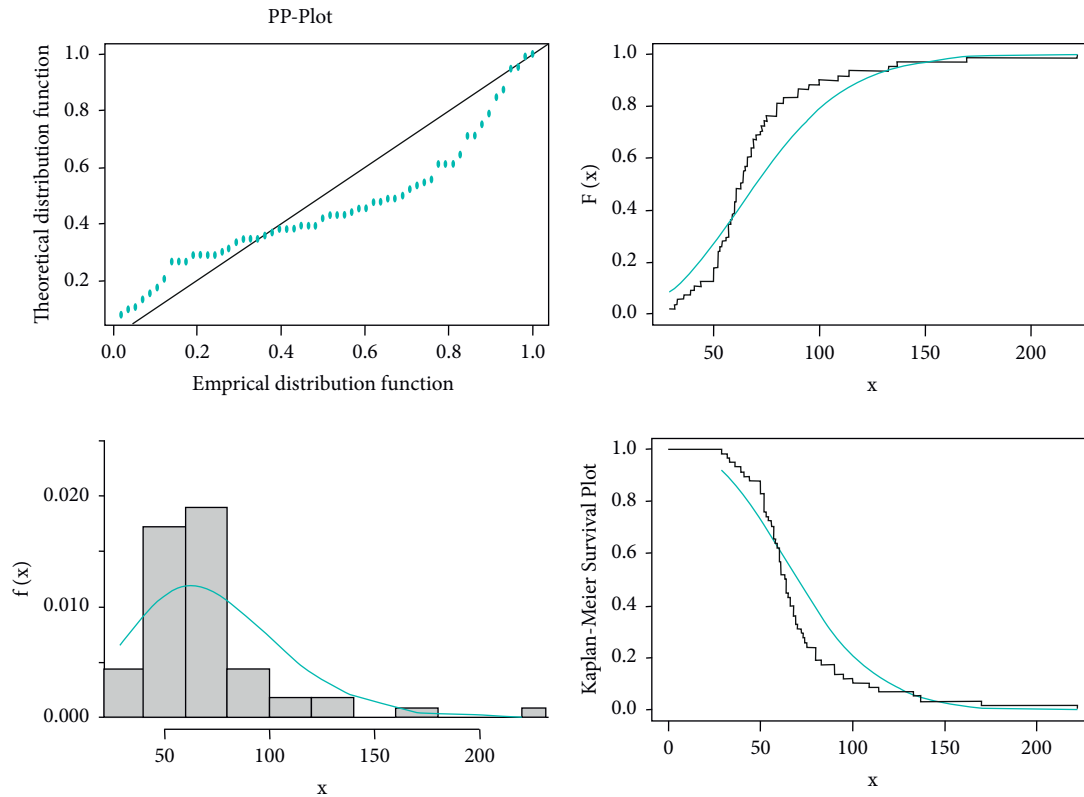 PP-Plot
Theoretical distribution function
1.0
0.8
0.6
0.4
0.2
0.0 0.2 0.4 0.6 0.8 1.0
Emprical distribution function
F (x)
1.0
0.8
0.6
0.4
0.2
0.0
50 100 150 200
x
f (x)
0.020
0.010
0.000
50 100 150 200
x
Kaplan-Meier Survival Plot
1.0
0.8
0.6
0.4
0.2
0.0
0 50 100 150 200
x